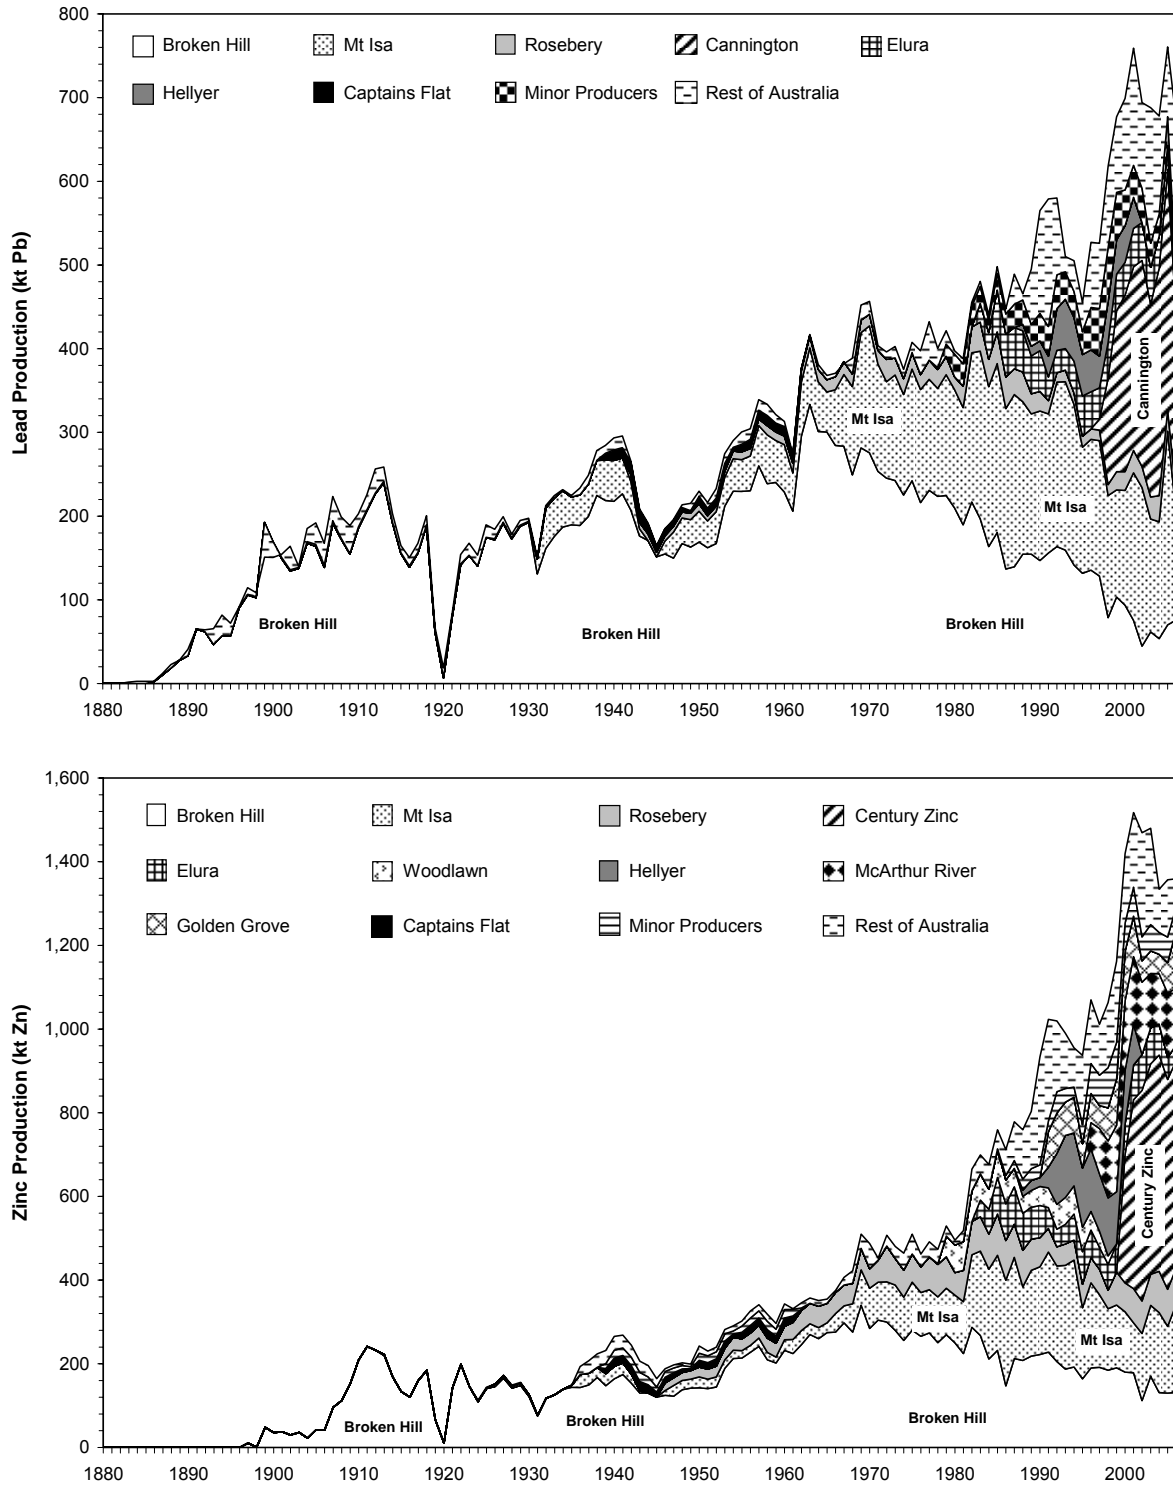 800
700
600
500
400
300
200
100
0
Lead Production (kt Pb)
Broken Hill Mt Isa Rosebery Cannington Elura
Hellyer Captains Flat Minor Producers Rest of Australia
Cannington
Mt Isa
Mt Isa
Broken Hill
Broken Hill
Broken Hill
1880 1890 1900 1910 1920 1930 1940 1950 1960 1970 1980 1990 2000
1,600
1,400
1,200
1,000
800
600
400
200
0
Zinc Production (kt Zn)
Broken Hill Mt Isa Rosebery Century Zinc
Elura Woodlawn Hellyer McArthur River
Golden Grove Captains Flat Minor Producers Rest of Australia
Century Zinc
Mt Isa
Mt Isa
Broken Hill
Broken Hill
Broken Hill
1880 1890 1900 1910 1920 1930 1940 1950 1960 1970 1980 1990 2000